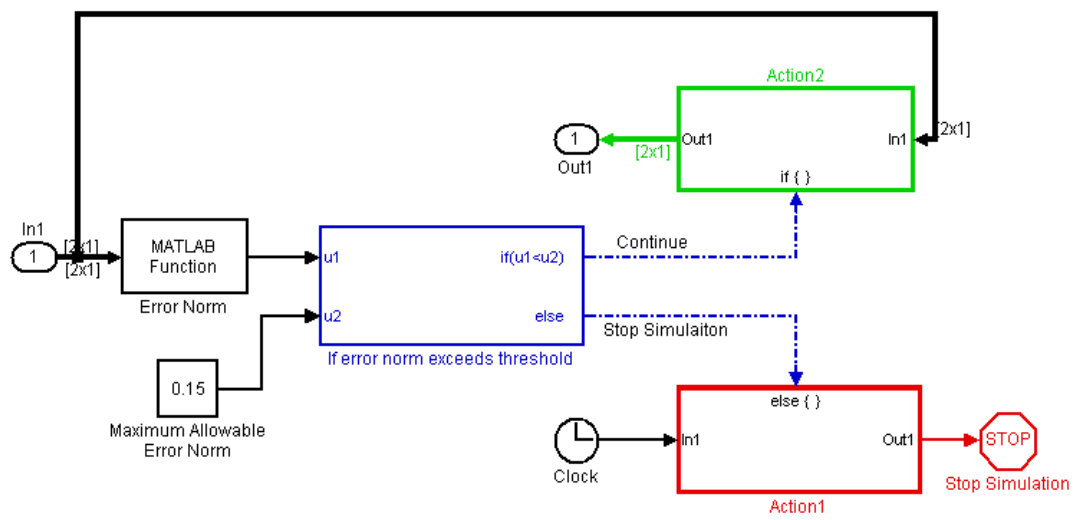 Action2
1
Out1
[2x1]
Out1
In1
[2x1]
if { }
In1
1
[2x1]
[2x1]
MATLAB
Function
Error Norm
u1
if(u1<u2)
u2
else
If error norm exceeds threshold
Continue
Stop Simulaiton
0.15
Maximum Allowable
Error Norm
Clock
else { }
In1
Out1
Action1
STOP
Stop Simulation